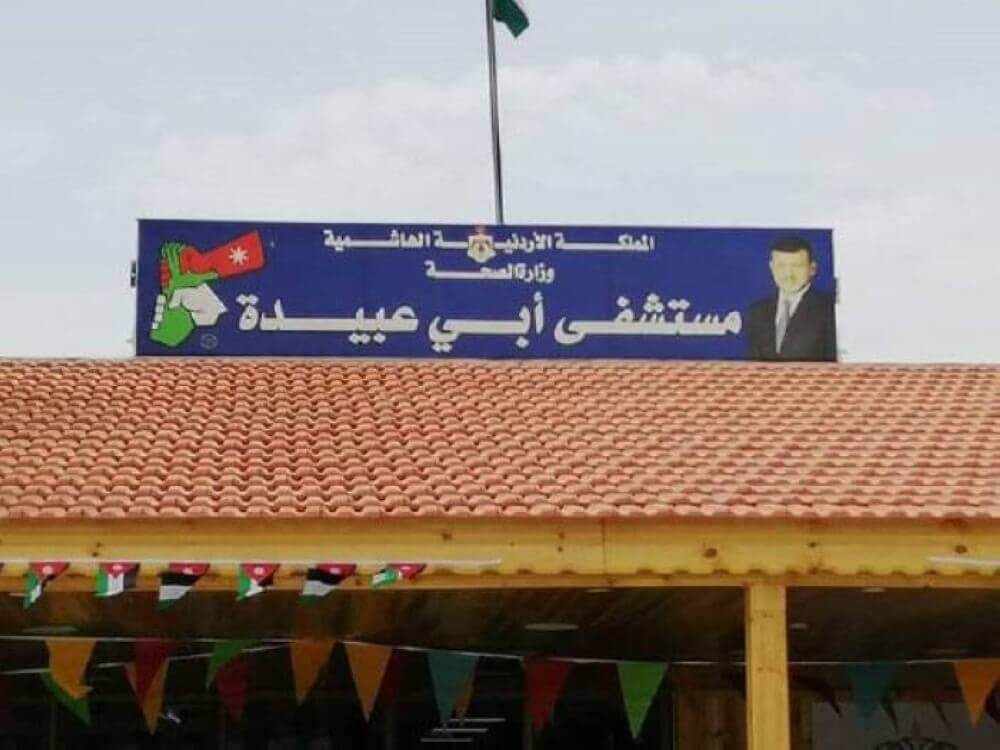 المملكة الأردنية الهاشمية
وزارة الصحة
مستشفى أبي عبيدة